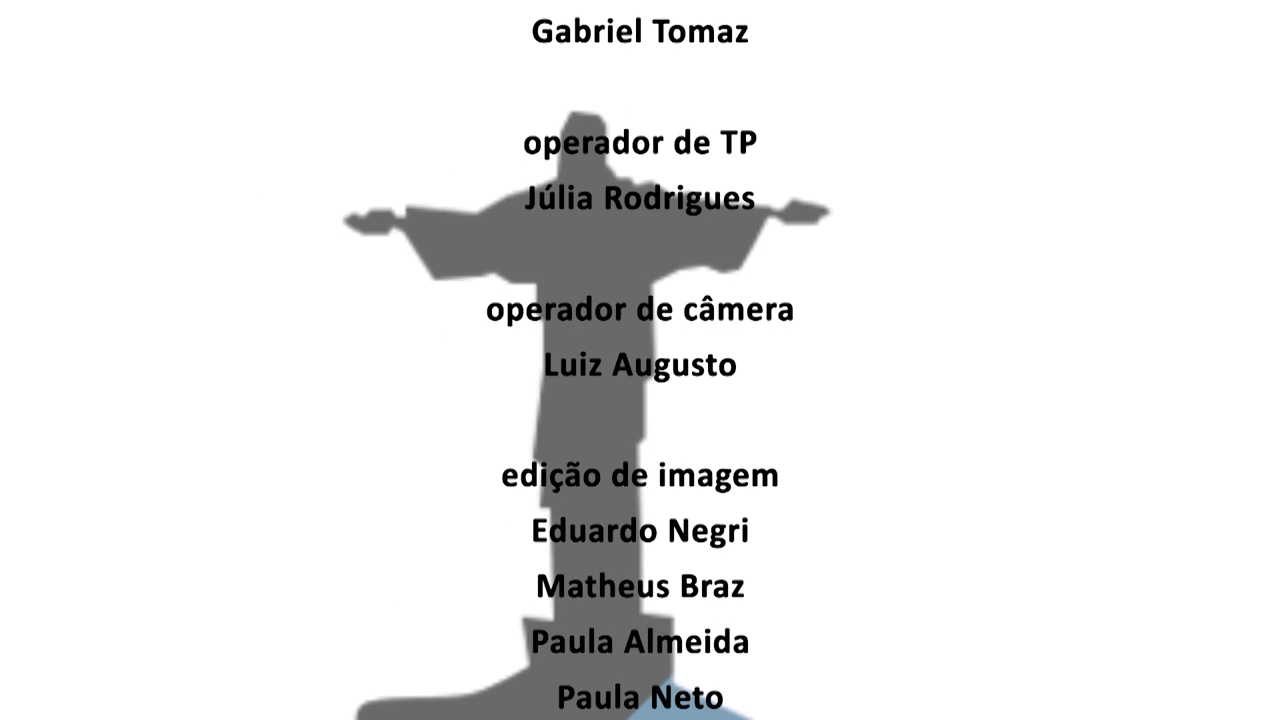 Gabriel Tomaz
operador de TP
Júlia Rodrigues
operador de câmera
Luiz Augusto
edição de imagem
Eduardo Negri
Matheus Braz
Paula Almeida
Paula Neto